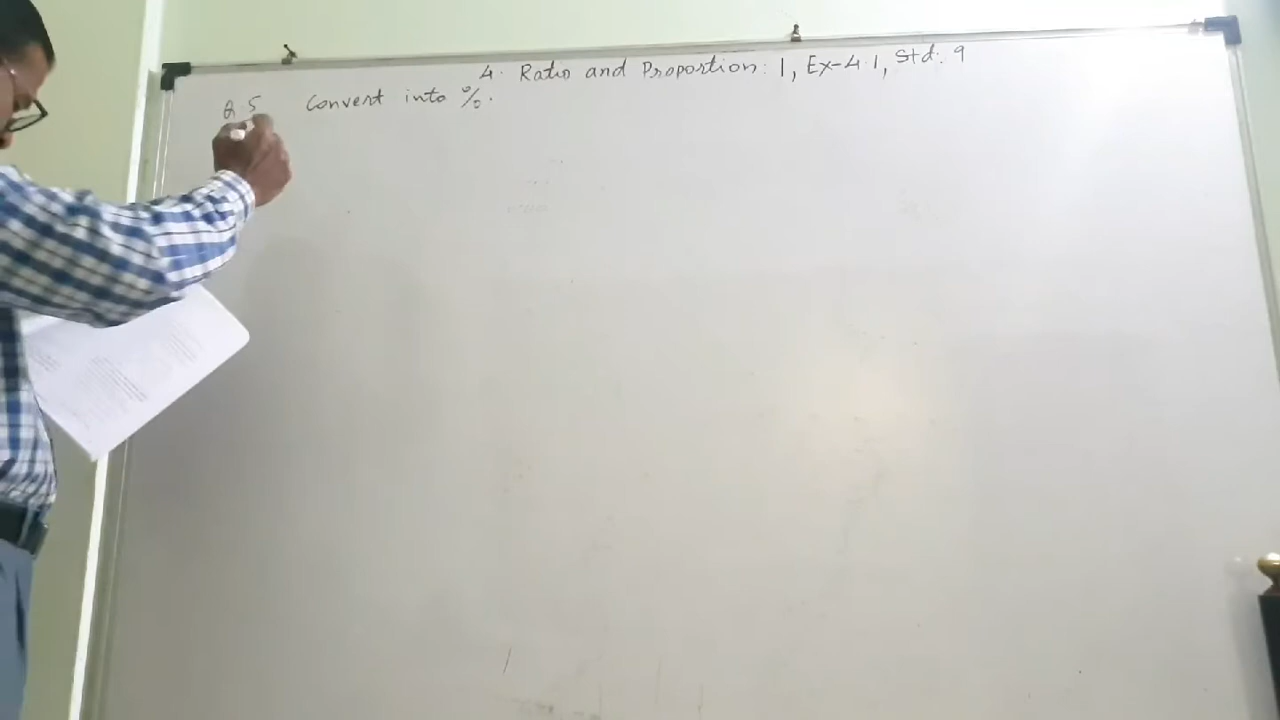 4. Ratio and Proportion: 1, Ex-4.1, Std: 9
Q.5 Convert into %.